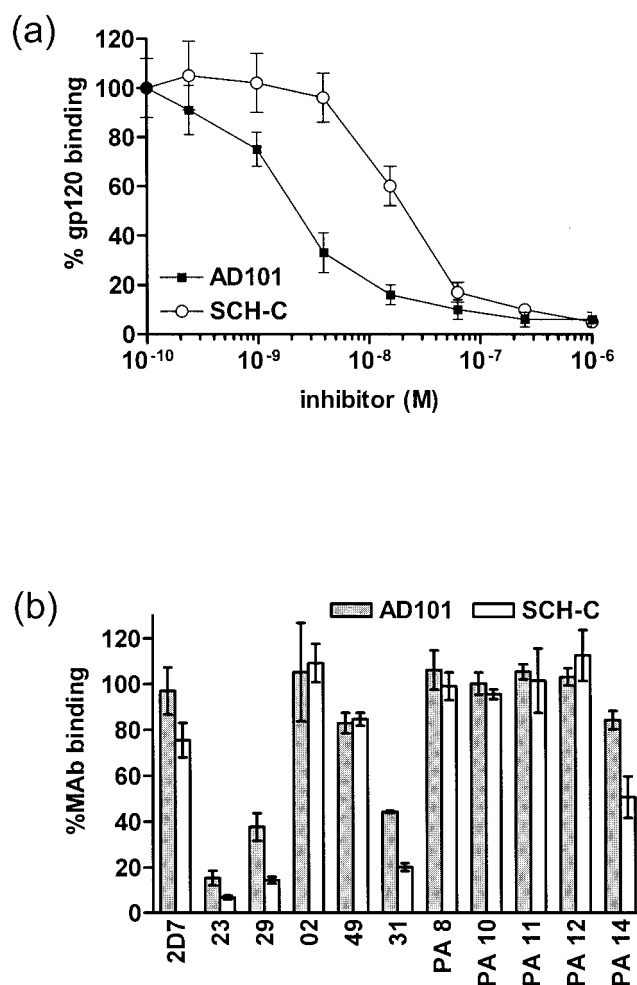 (a)
% gp120 binding
120
100
80
60
40
20
0
AD101
SCH-C
10-10
10-9
10-8
10-7
10-6
inhibitor (M)
(b)
AD101
SCH-C
%MAb binding
120
100
80
60
40
20
0
2D7
23
29
02
49
31
PA 8
PA 10
PA 11
PA 12
PA 14